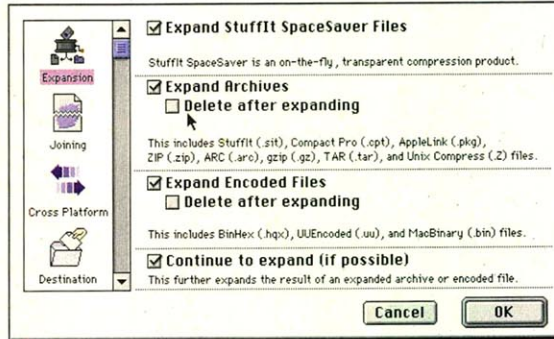 Expansion
Joining
Cross Platform
Destination
Expand StuffIt SpaceSaver Files
StuffIt SpaceSaver is an on-the-fly, transparent compression product.
Expand Archives
Delete after expanding
This includes StuffIt (.sit), Compact Pro (.cpt), AppleLink (.pkg),
ZIP (.zip), ARC (.arc), gzip (.gz), TAR (.tar), and Unix Compress (.Z) files.
Expand Encoded Files
Delete after expanding
This includes BinHex (.hqx), UUEncoded (.uu), and MacBinary (.bin) files.
Continue to expand (if possible)
This further expands the result of an expanded archive or encoded file.
Cancel
OK